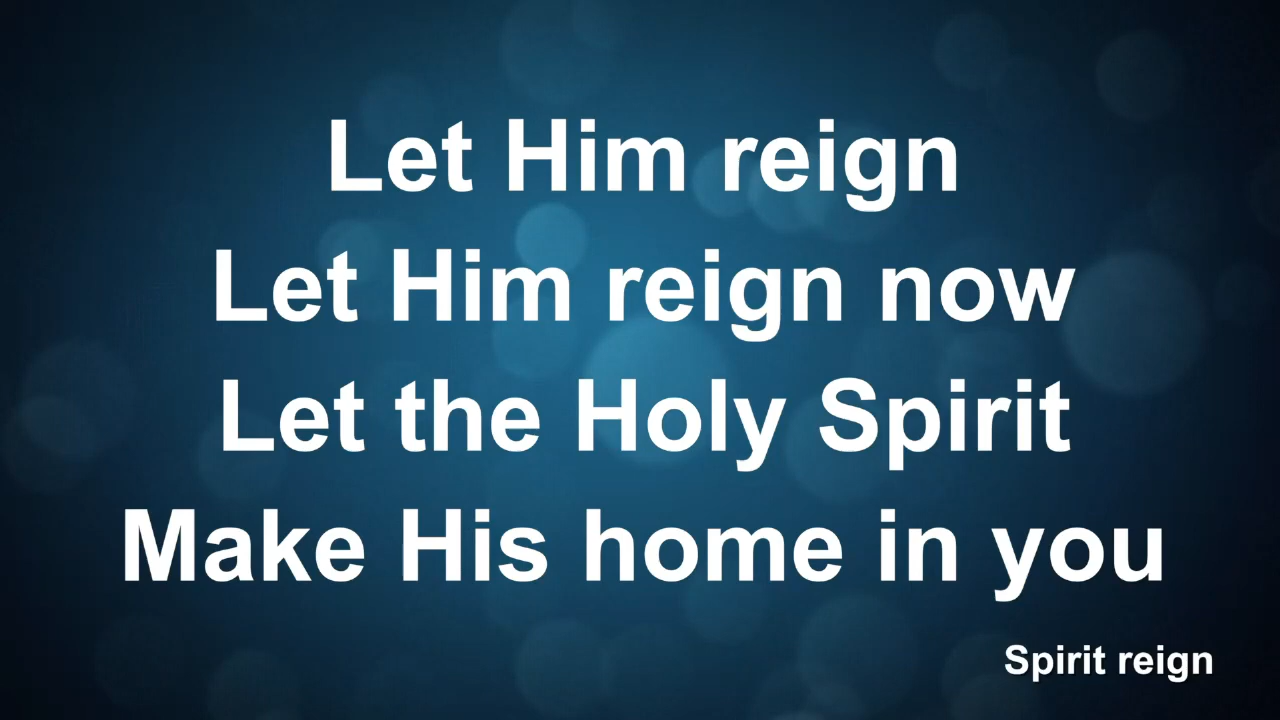 Let Him reign
Let Him reign now
Let the Holy Spirit
Make His home in you
Spirit reign